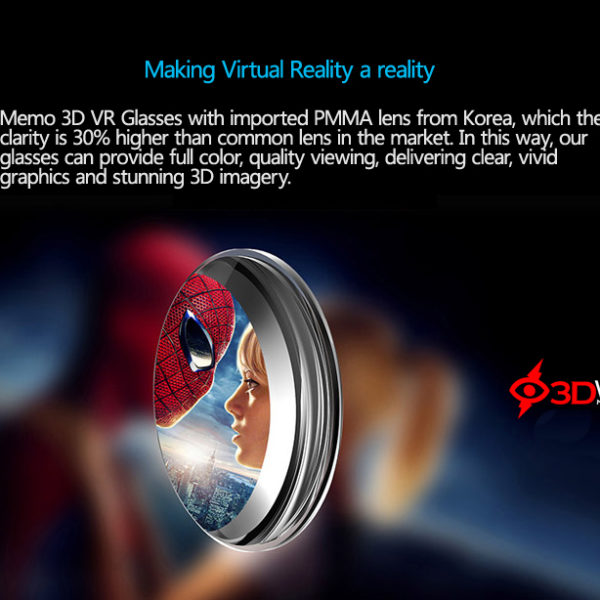 Making Virtual Reality a reality
Memo 3D VR Glasses with imported PMMA lens from Korea, which the
clarity is 30% higher than common lens in the market. In this way, our
glasses can provide full color, quality viewing, delivering clear, vivid
graphics and stunning 3D imagery.
3D